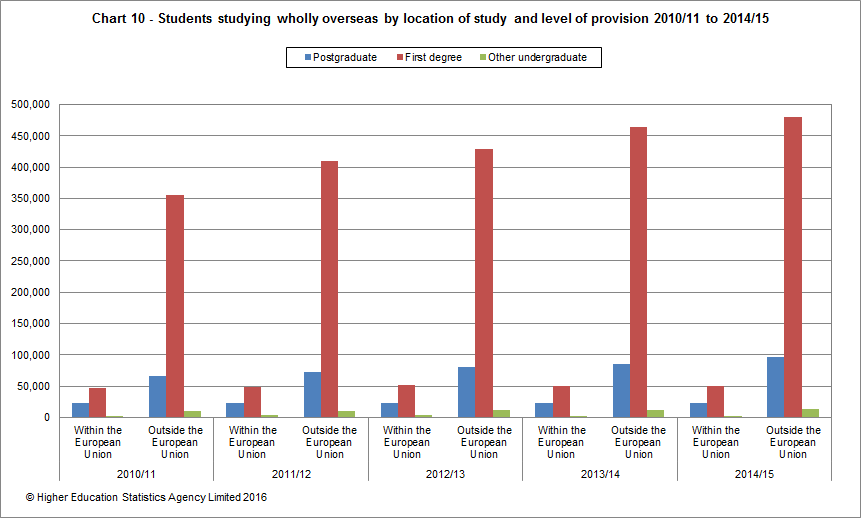 Chart 10 - Students studying wholly overseas by location of study and level of provision 2010/11 to 2014/15
Postgraduate First degree Other undergraduate
500,000
450,000
400,000
350,000
300,000
250,000
200,000
150,000
100,000
50,000
0
Within the Outside the Within the Outside the Within the Outside the Within the Outside the Within the Outside the
European European European European European European European European European European
Union Union Union Union Union Union Union Union Union Union
2010/11 2011/12 2012/13 2013/14 2014/15
© Higher Education Statistics Agency Limited 2016